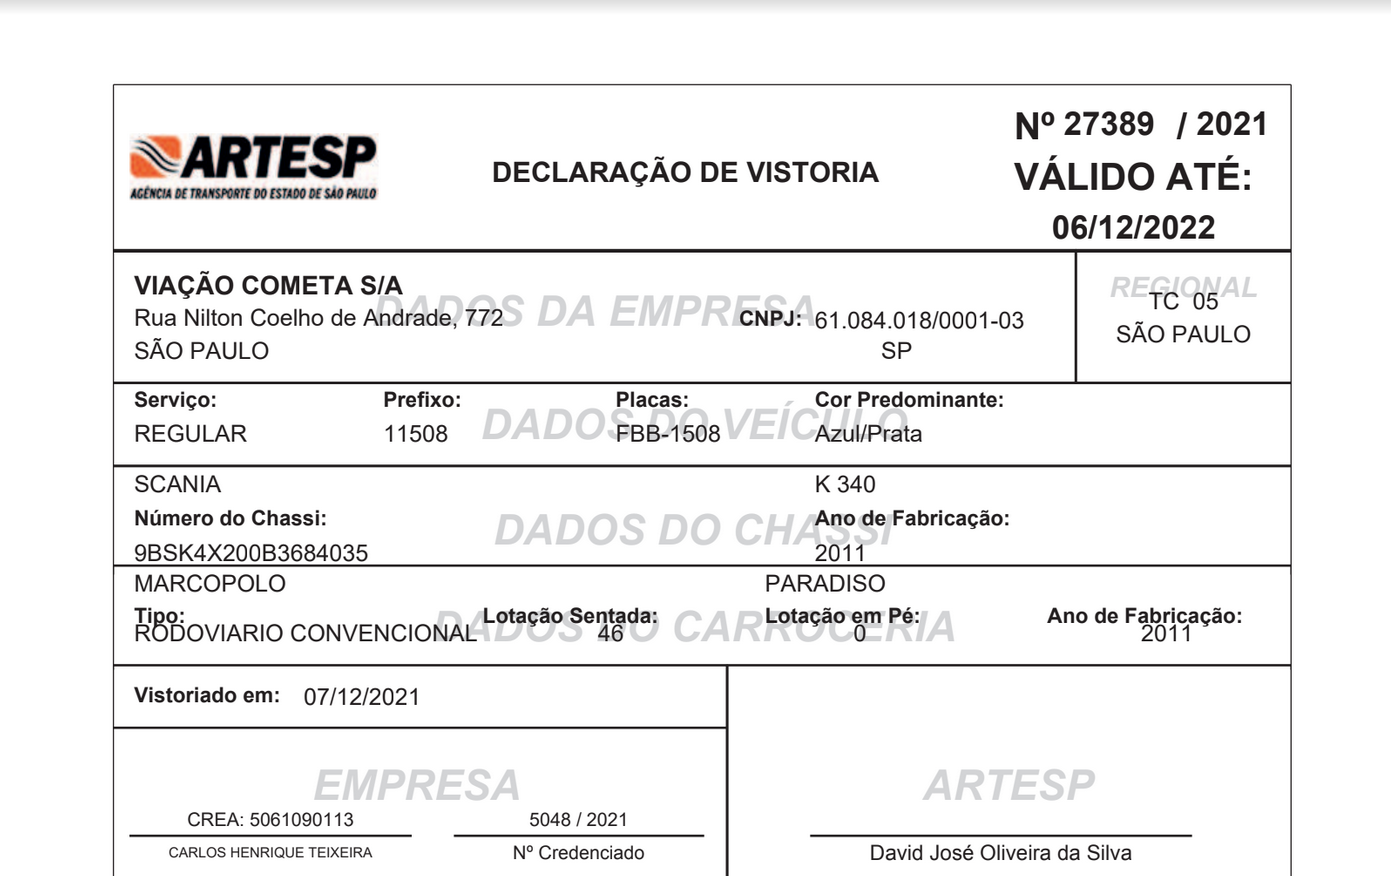 ARTESP
AGÊNCIA DE TRANSPORTE DO ESTADO DE SÃO PAULO
DECLARAÇÃO DE VISTORIA
Nº 27389 / 2021
VÁLIDO ATÉ:
06/12/2022
DADOS DA EMPRESA
VIAÇÃO COMETA S/A
Rua Nilton Coelho de Andrade, 772
CNPJ: 61.084.018/0001-03
SÃO PAULO
SP
REGIONAL
TC 05
SÃO PAULO
DADOS DO VEÍCULO
Serviço: Prefixo: Placas: Cor Predominante:
REGULAR 11508 FBB-1508 Azul/Prata
SCANIA K 340
DADOS DO CHASSI
Número do Chassi: Ano de Fabricação:
9BSK4X200B3684035 2011
MARCOPOLO PARADISO
DADOS DO CARROCERIA
Tipo: Lotação Sentada: Lotação em Pé: Ano de Fabricação:
RODOVIARIO CONVENCIONAL 46 0 2011
Vistoriado em: 07/12/2021
EMPRESA
CREA: 5061090113 5048 / 2021
CARLOS HENRIQUE TEIXEIRA Nº Credenciado
ARTESP
David José Oliveira da Silva